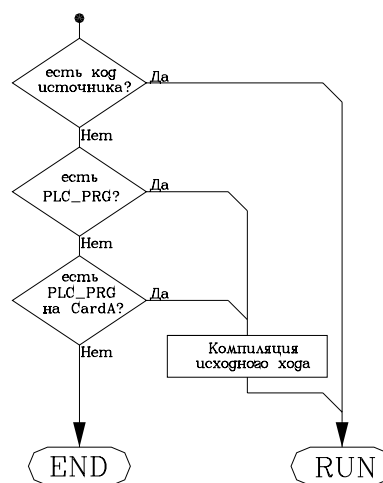 есть код
источника?
Да
Нет
есть
PLC_PRG?
Да
Нет
есть
PLC_PRG
на CardA?
Да
Нет
Компиляция
исходного хода
END
RUN